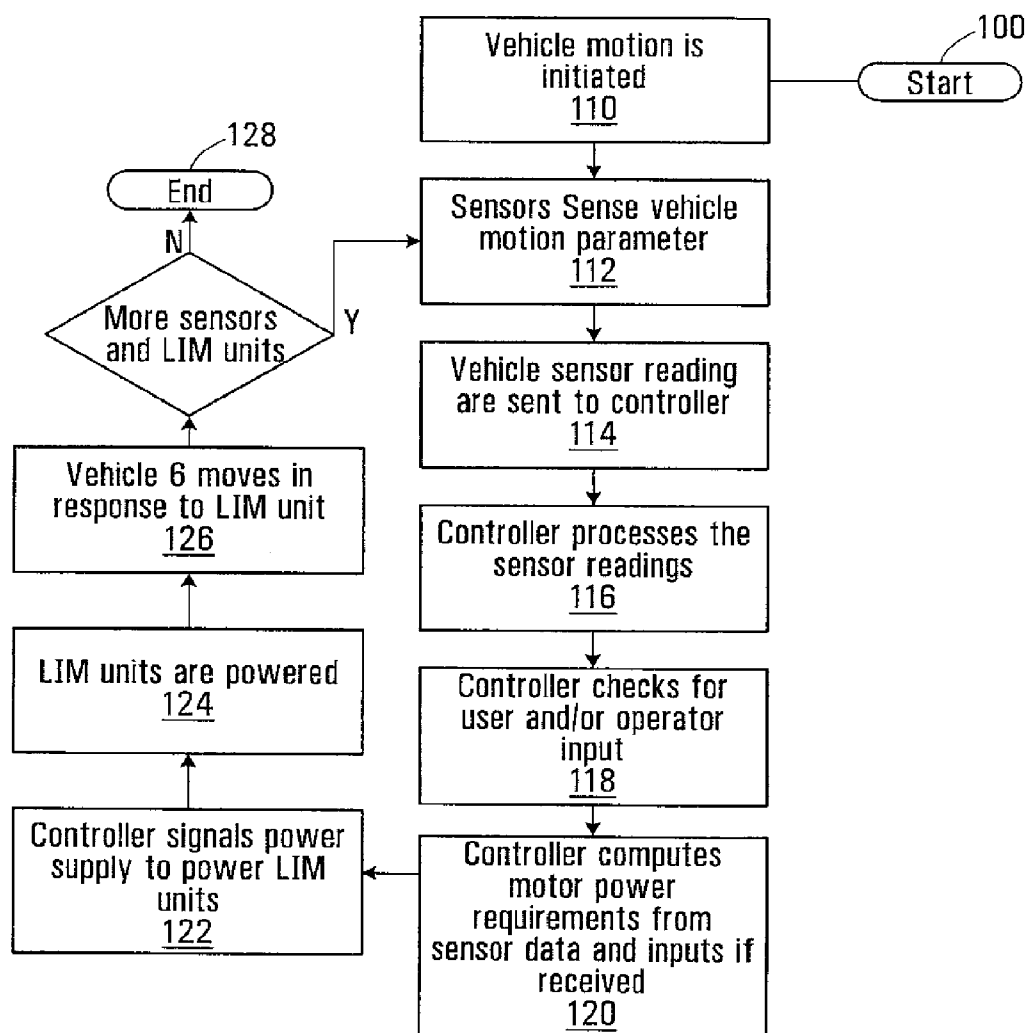 100
Start
Vehicle motion is
initiated
110
Sensors Sense vehicle
motion parameter
112
Vehicle sensor reading
are sent to controller
114
Controller processes the
sensor readings
116
Controller checks for
user and/or operator
input
118
Controller computes
motor power
requirements from
sensor data and inputs if
received
120
Controller signals power
supply to power LIM
units
122
LIM units are powered
124
Vehicle 6 moves in
response to LIM unit
126
More sensors
and LIM units
Y
N
End
128